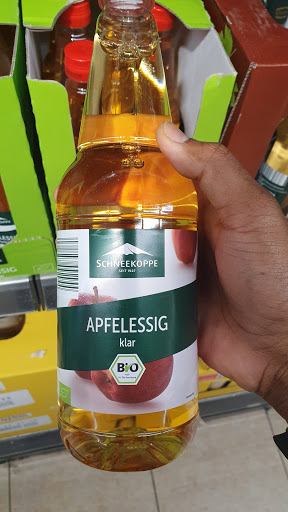 SCHNEEKOPPE
SEIT 1927
APFELESSIG
klar
BIO